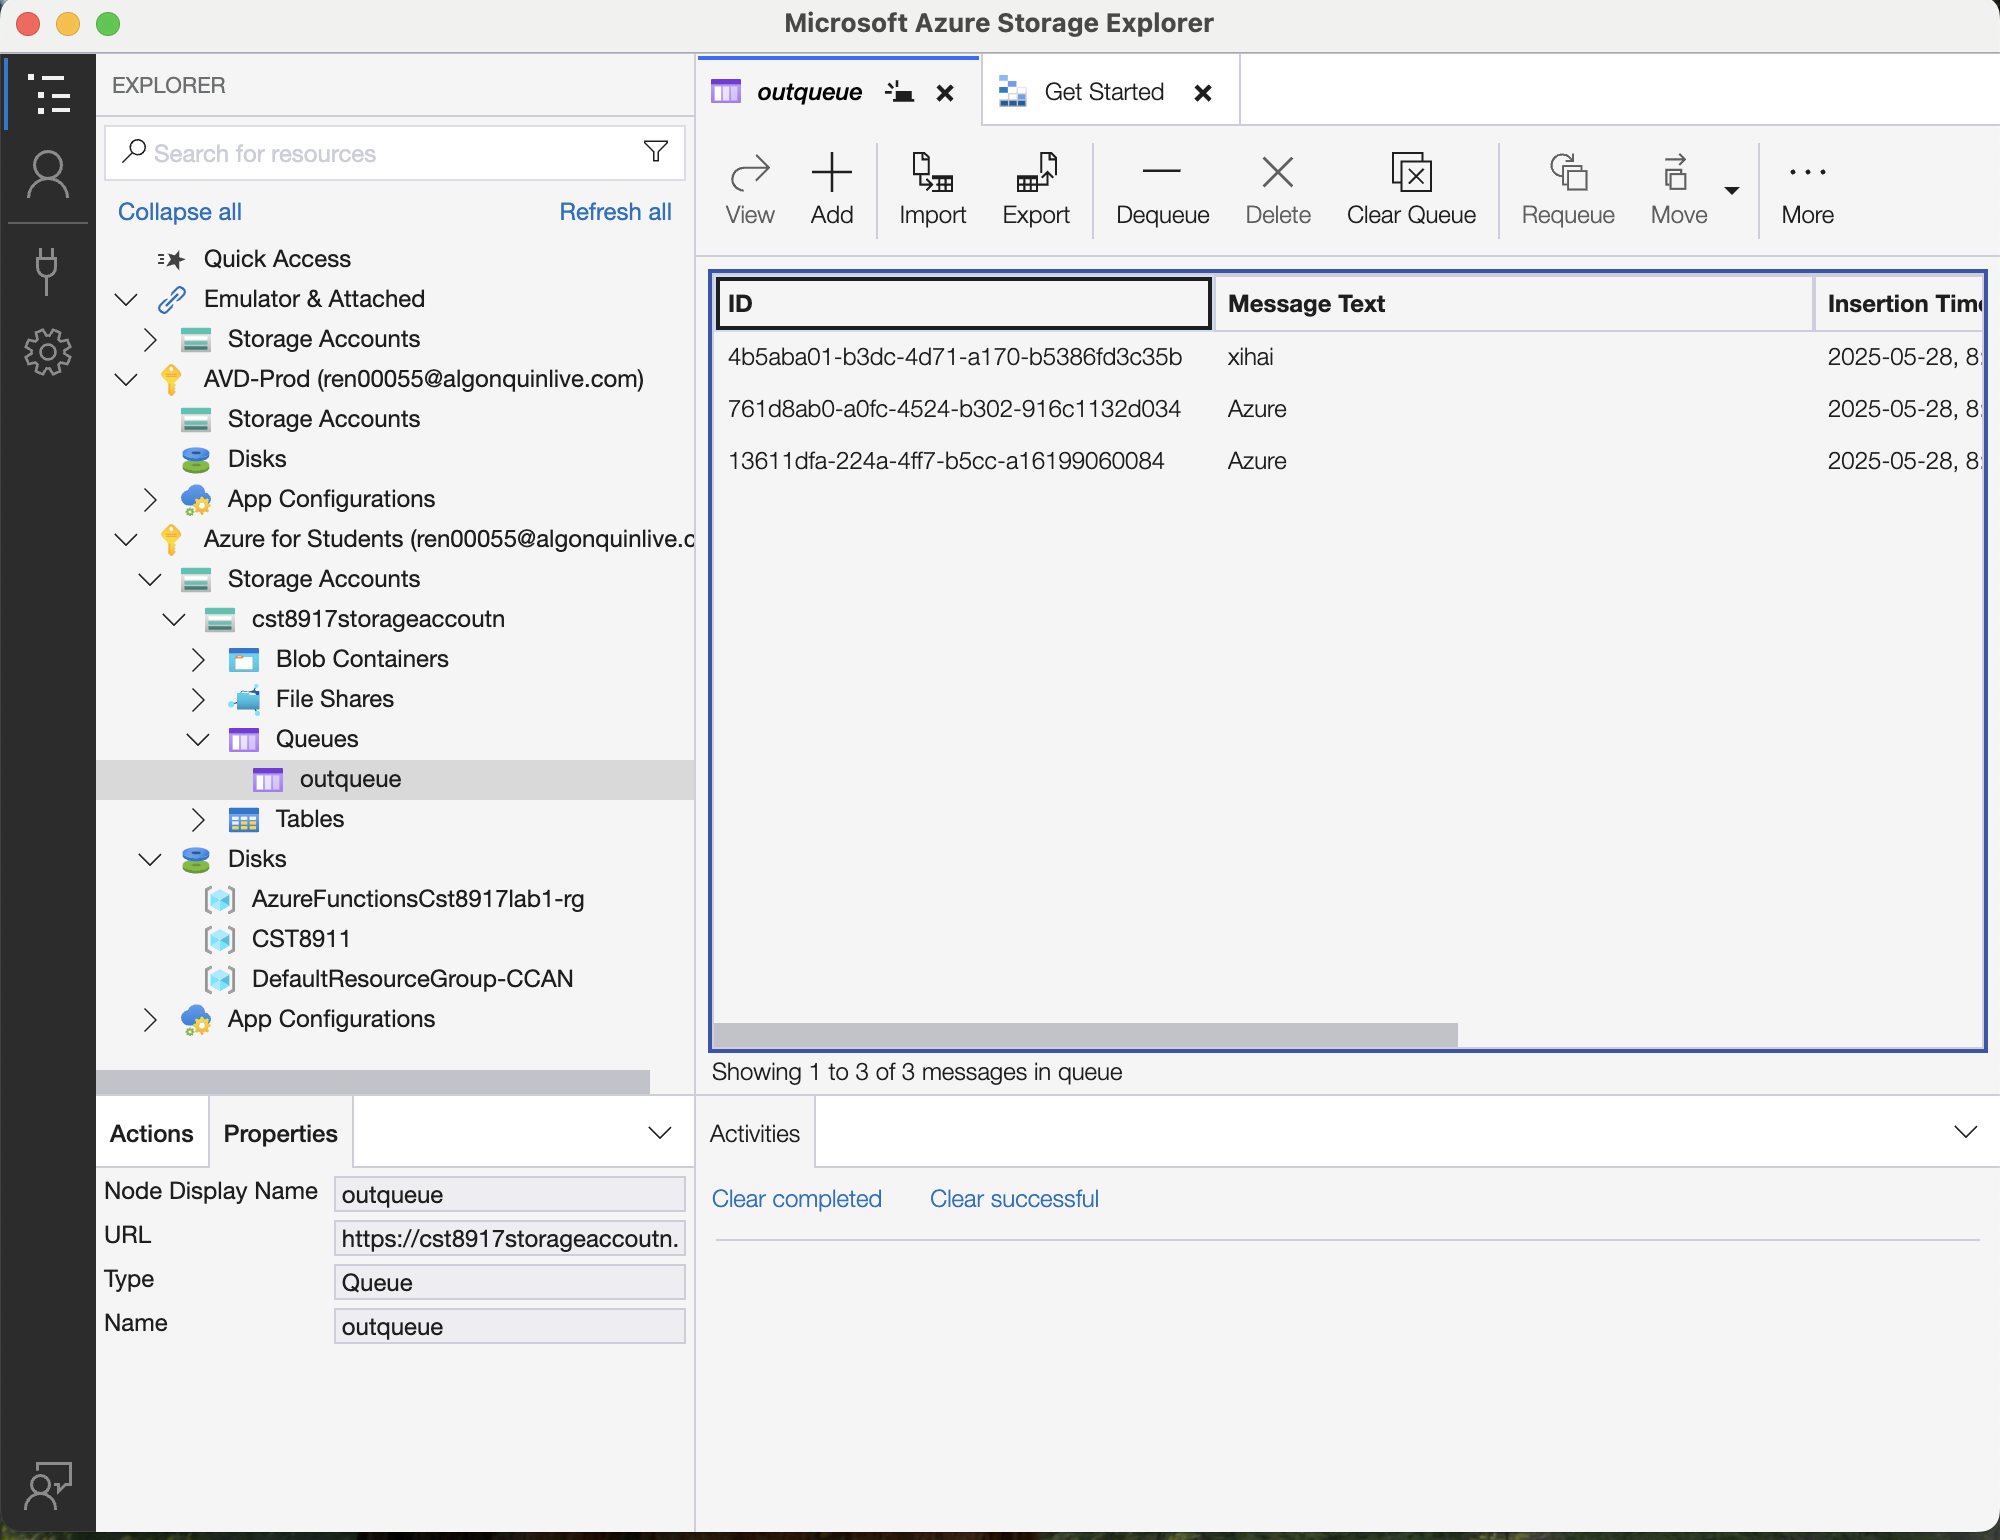 Microsoft Azure Storage Explorer
EXPLORER
Search for resources
Collapse all
Refresh all
Quick Access
Emulator & Attached
Storage Accounts
AVD-Prod (ren00055@algonquinlive.com)
Storage Accounts
Disks
App Configurations
Azure for Students (ren00055@algonquinlive.c
Storage Accounts
cst8917storageaccoutn
Blob Containers
File Shares
Queues
outqueue
Tables
Disks
AzureFunctionsCst8917lab1-rg
CST8911
DefaultResourceGroup-CCAN
App Configurations
Actions
Properties
Node Display Name outqueue
URL https://cst8917storageaccoutn.
Type Queue
Name outqueue
outqueue
Get Started
View
Add
Import
Export
Dequeue
Delete
Clear Queue
Requeue
Move
More
ID Message Text Insertion Time
4b5aba01-b3dc-4d71-a170-b5386fd3c35b xihai 2025-05-28, 8:
761d8ab0-a0fc-4524-b302-916c1132d034 Azure 2025-05-28, 8:
13611dfa-224a-4ff7-b5cc-a16199060084 Azure 2025-05-28, 8:
Showing 1 to 3 of 3 messages in queue
Activities
Clear completed
Clear successful